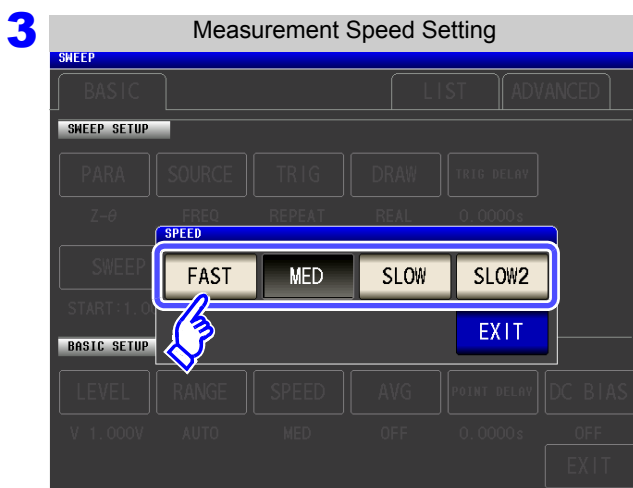 3
Measurement Speed Setting
SWEEP
BASIC LIST ADVANCED
SWEEP SETUP
PARA SOURCE TRIG DRAW TRIG DELAY
Z-θ FREQ REPEAT REAL 0.0000s
SPEED
SWEEP FAST MED SLOW SLOW2
START:1.00
EXIT
BASIC SETUP
LEVEL RANGE SPEED AVG POINT DELAY DC BIAS
V 1.000V AUTO MED OFF 0.0000s OFF
EXIT